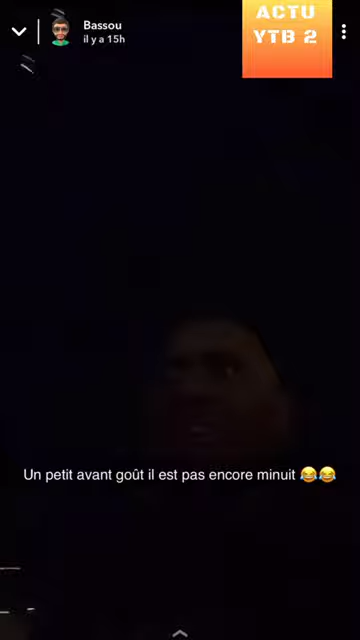 ACTU
YTB 2
Bassou
il y a 15h
Un petit avant goût il est pas encore minuit 😂😂